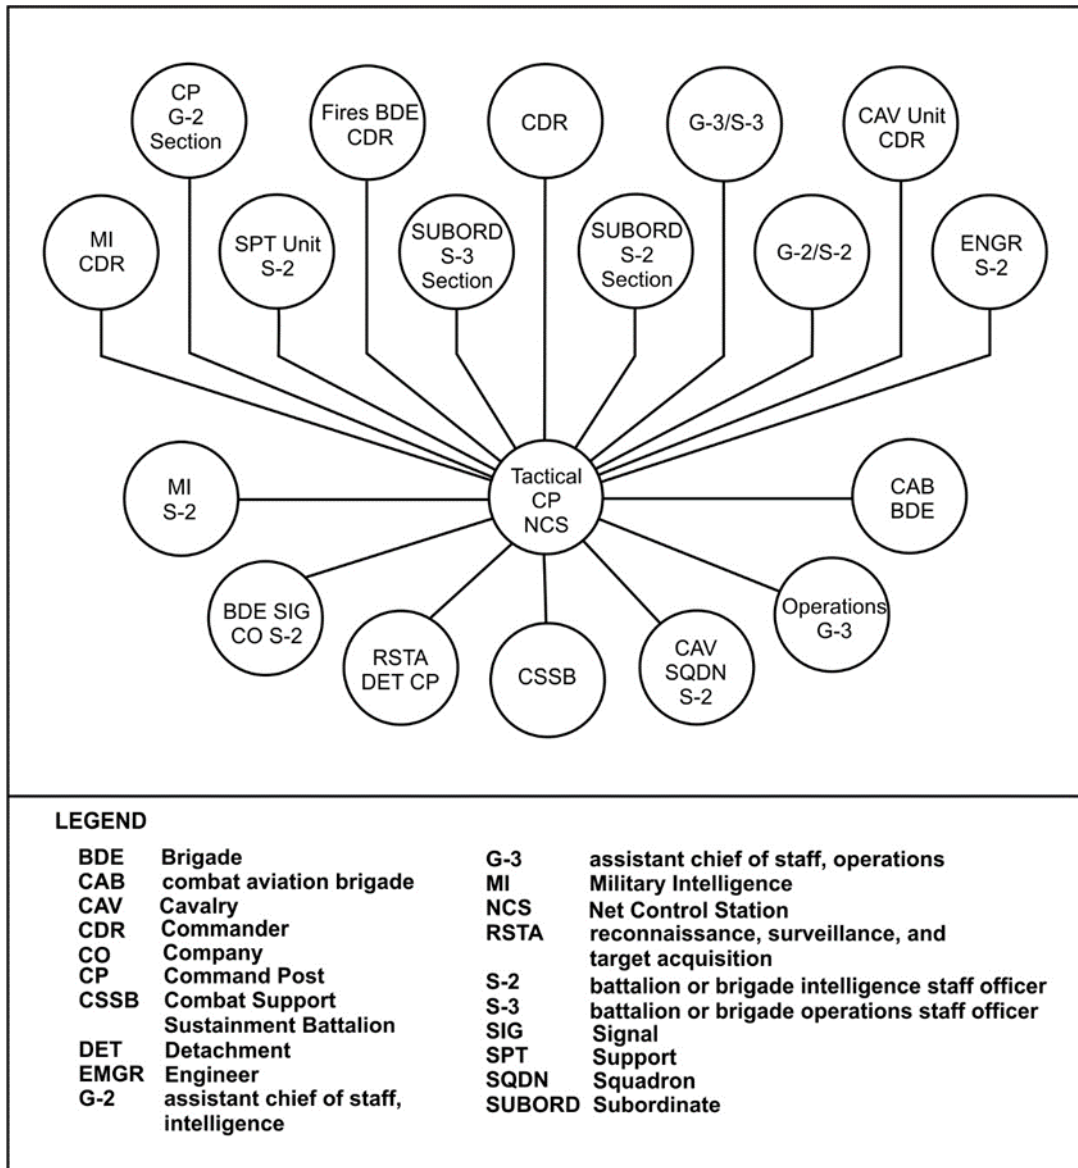 CP
G-2
Section
Fires BDE
CDR
CDR
G-3/S-3
CAV Unit
CDR
MI
CDR
SPT Unit
S-2
SUBORD
S-3
Section
SUBORD
S-2
Section
G-2/S-2
ENGR
S-2
MI
S-2
Tactical
CP
NCS
CAB
BDE
BDE SIG
CO S-2
RSTA
DET CP
CSSB
CAV
SQDN
S-2
Operations
G-3
LEGEND
BDE Brigade
CAB combat aviation brigade
CAV Cavalry
CDR Commander
CO Company
CP Command Post
CSSB Combat Support
Sustainment Battalion
DET Detachment
EMGR Engineer
G-2 assistant chief of staff,
intelligence
G-3 assistant chief of staff, operations
MI Military Intelligence
NCS Net Control Station
RSTA reconnaissance, surveillance, and
target acquisition
S-2 battalion or brigade intelligence staff officer
S-3 battalion or brigade operations staff officer
SIG Signal
SPT Support
SQDN Squadron
SUBORD Subordinate